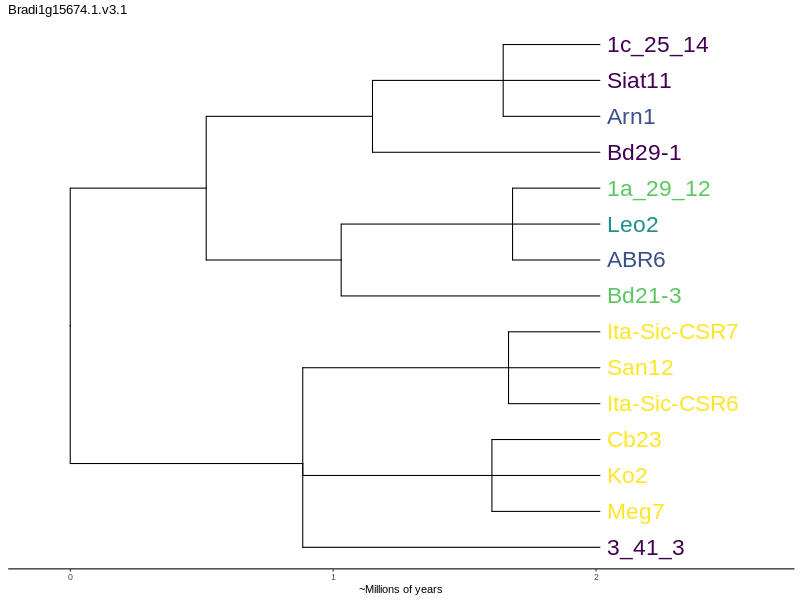 Bradi1g15674.1.v3.1
1c_25_14
Siat11
Arn1
Bd29-1
1a_29_12
Leo2
ABR6
Bd21-3
Ita-Sic-CSR7
San12
Ita-Sic-CSR6
Cb23
Ko2
Meg7
3_41_3
0 1 2
~Millions of years